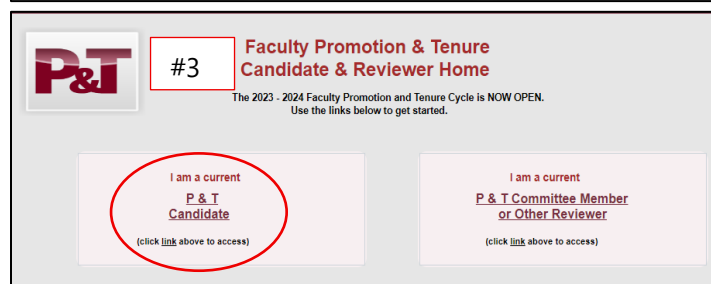 P&T
#3
Faculty Promotion & Tenure
Candidate & Reviewer Home
The 2023 - 2024 Faculty Promotion and Tenure Cycle is NOW OPEN.
Use the links below to get started.
I am a current
P & T
Candidate
(click link above to access)
I am a current
P & T Committee Member
or Other Reviewer
(click link above to access)